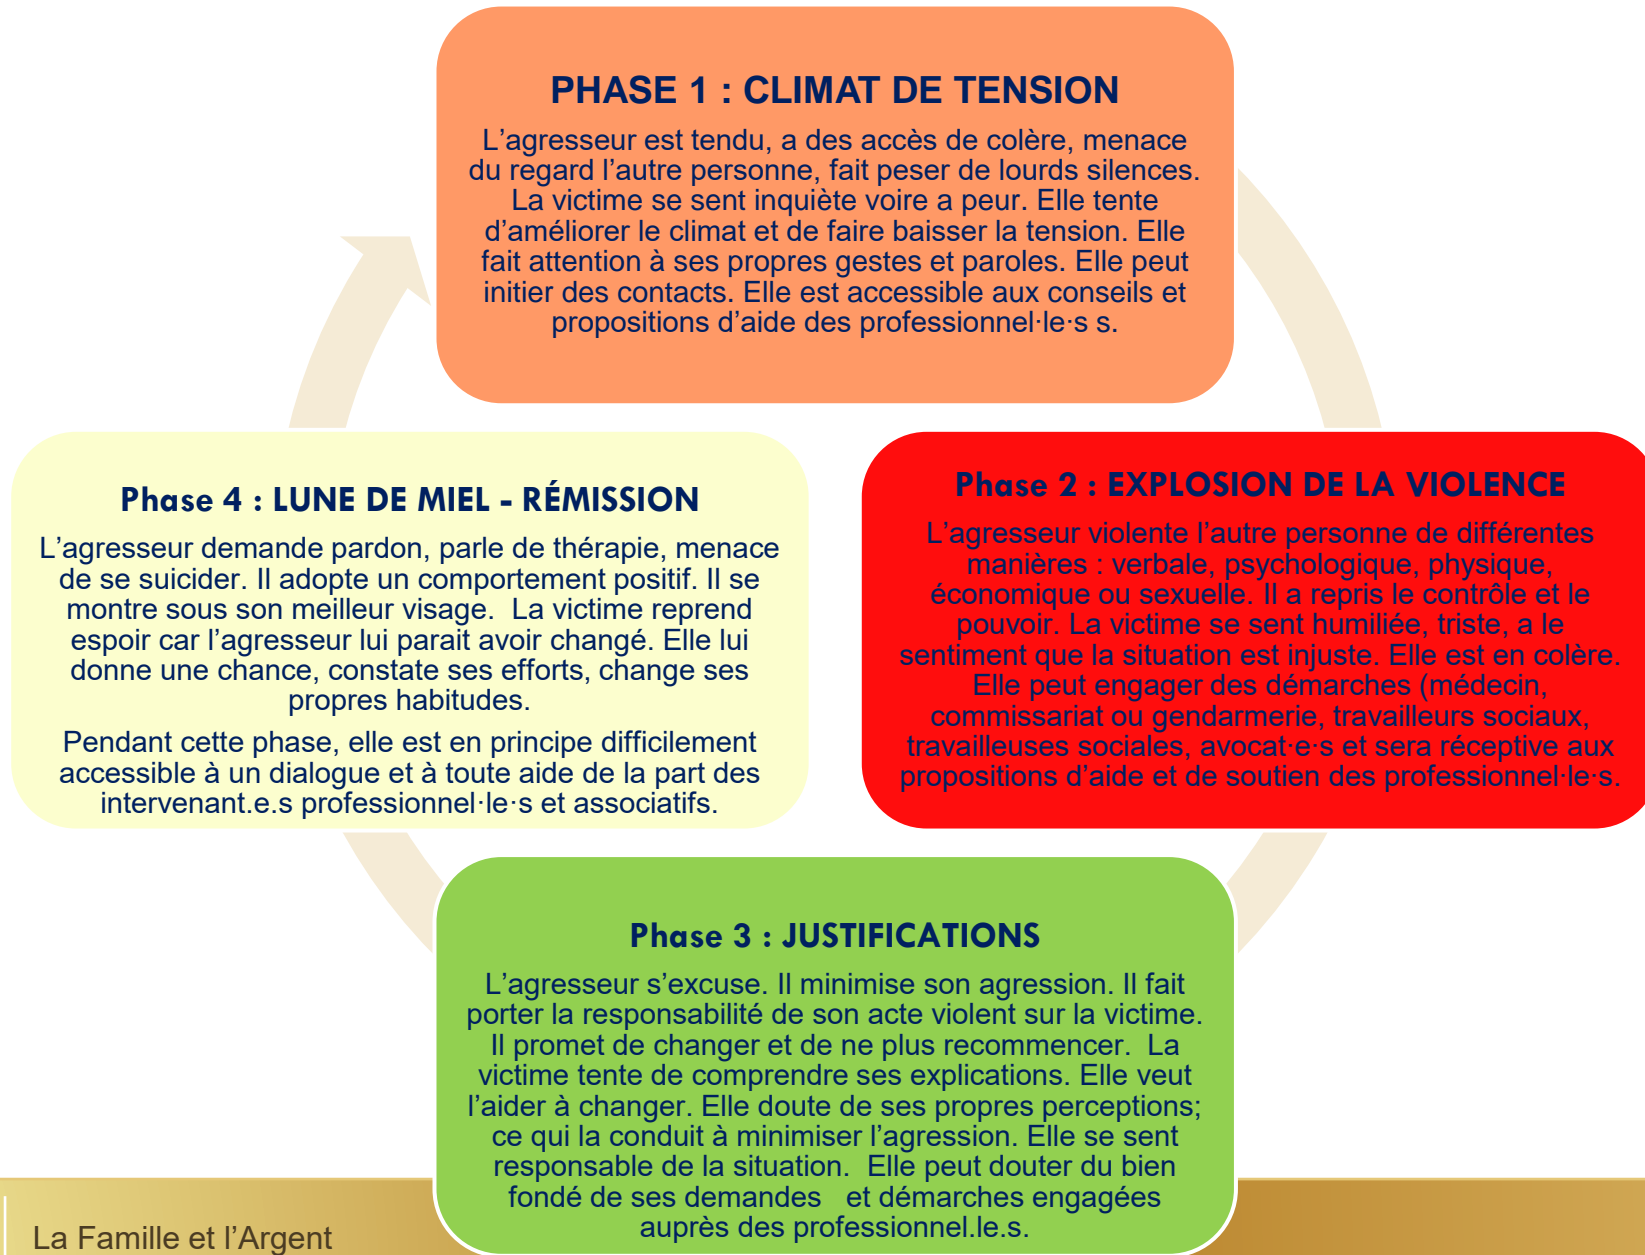 PHASE 1 : CLIMAT DE TENSION
L’agresseur est tendu, a des accès de colère, menace
du regard l’autre personne, fait peser de lourds silences.
La victime se sent inquiète voire a peur. Elle tente
d’améliorer le climat et de faire baisser la tension. Elle
fait attention à ses propres gestes et paroles. Elle peut
initier des contacts. Elle est accessible aux conseils et
propositions d’aide des professionnel·le·s s.
Phase 2 : EXPLOSION DE LA VIOLENCE
L’agresseur violente l’autre personne de différentes
manières : verbale, psychologique, physique,
économique ou sexuelle. Il a repris le contrôle et le
pouvoir. La victime se sent humiliée, triste, a le
sentiment que la situation est injuste. Elle est en colère.
Elle peut engager des démarches (médecin,
commissariat ou gendarmerie, travailleurs sociaux,
travailleuses sociales, avocat·e·s et sera réceptive aux
propositions d’aide et de soutien des professionnel·le·s.
Phase 3 : JUSTIFICATIONS
L’agresseur s’excuse. Il minimise son agression. Il fait
porter la responsabilité de son acte violent sur la victime.
Il promet de changer et de ne plus recommencer. La
victime tente de comprendre ses explications. Elle veut
l’aider à changer. Elle doute de ses propres perceptions;
ce qui la conduit à minimiser l’agression. Elle se sent
responsable de la situation. Elle peut douter du bien
fondé de ses demandes et démarches engagées
auprès des professionnel.le.s.
Phase 4 : LUNE DE MIEL - RÉMISSION
L’agresseur demande pardon, parle de thérapie, menace
de se suicider. Il adopte un comportement positif. Il se
montre sous son meilleur visage. La victime reprend
espoir car l’agresseur lui parait avoir changé. Elle lui
donne une chance, constate ses efforts, change ses
propres habitudes.
Pendant cette phase, elle est en principe difficilement
accessible à un dialogue et à toute aide de la part des
intervenant.e.s professionnel·le·s et associatifs.
La Famille et l’Argent